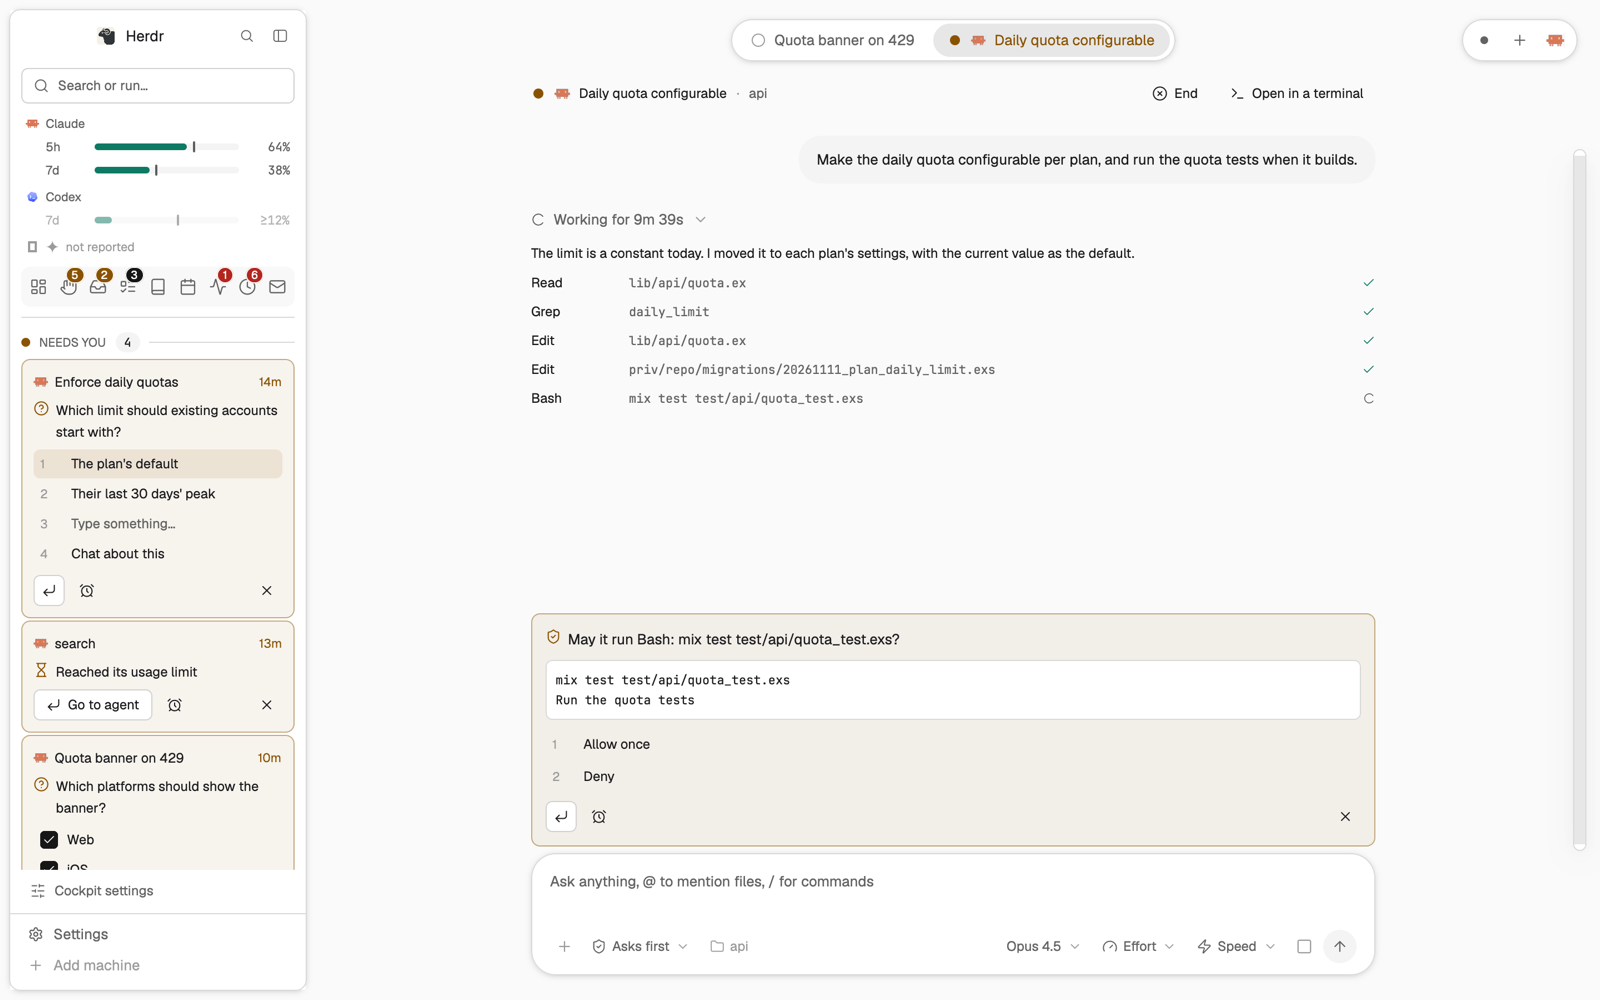 Herdr
Search or run...
Claude
5h 64%
7d 38%
Codex
7d ≥12%
not reported
5 2 3 1 6
NEEDS YOU 4
Enforce daily quotas 14m
Which limit should existing accounts
start with?
1 The plan's default
2 Their last 30 days' peak
3 Type something...
4 Chat about this
search 13m
Reached its usage limit
Go to agent
Quota banner on 429 10m
Which platforms should show the
banner?
Web
iOS
Cockpit settings
Settings
Add machine
Quota banner on 429
Daily quota configurable
Daily quota configurable · api
End
Open in a terminal
Make the daily quota configurable per plan, and run the quota tests when it builds.
Working for 9m 39s
The limit is a constant today. I moved it to each plan's settings, with the current value as the default.
Read lib/api/quota.ex
Grep daily_limit
Edit lib/api/quota.ex
Edit priv/repo/migrations/20261111_plan_daily_limit.exs
Bash mix test test/api/quota_test.exs
May it run Bash: mix test test/api/quota_test.exs?
mix test test/api/quota_test.exs
Run the quota tests
1 Allow once
2 Deny
Ask anything, @ to mention files, / for commands
Asks first
api
Opus 4.5
Effort
Speed